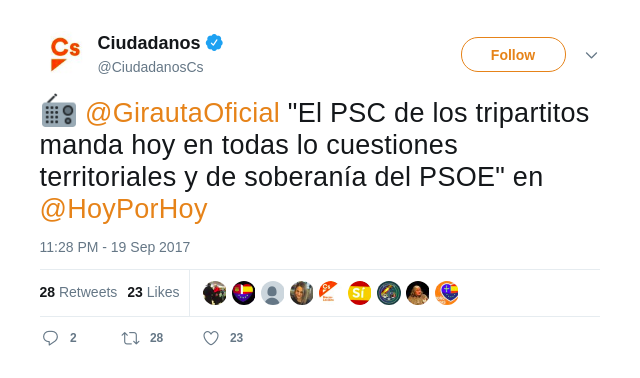 Cs
Ciudadanos
@CiudadanosCs
Follow
@GirautaOficial "El PSC de los tripartitos
manda hoy en todas lo cuestiones
territoriales y de soberanía del PSOE" en
@HoyPorHoy
11:28 PM - 19 Sep 2017
28 Retweets 23 Likes
2 28 23